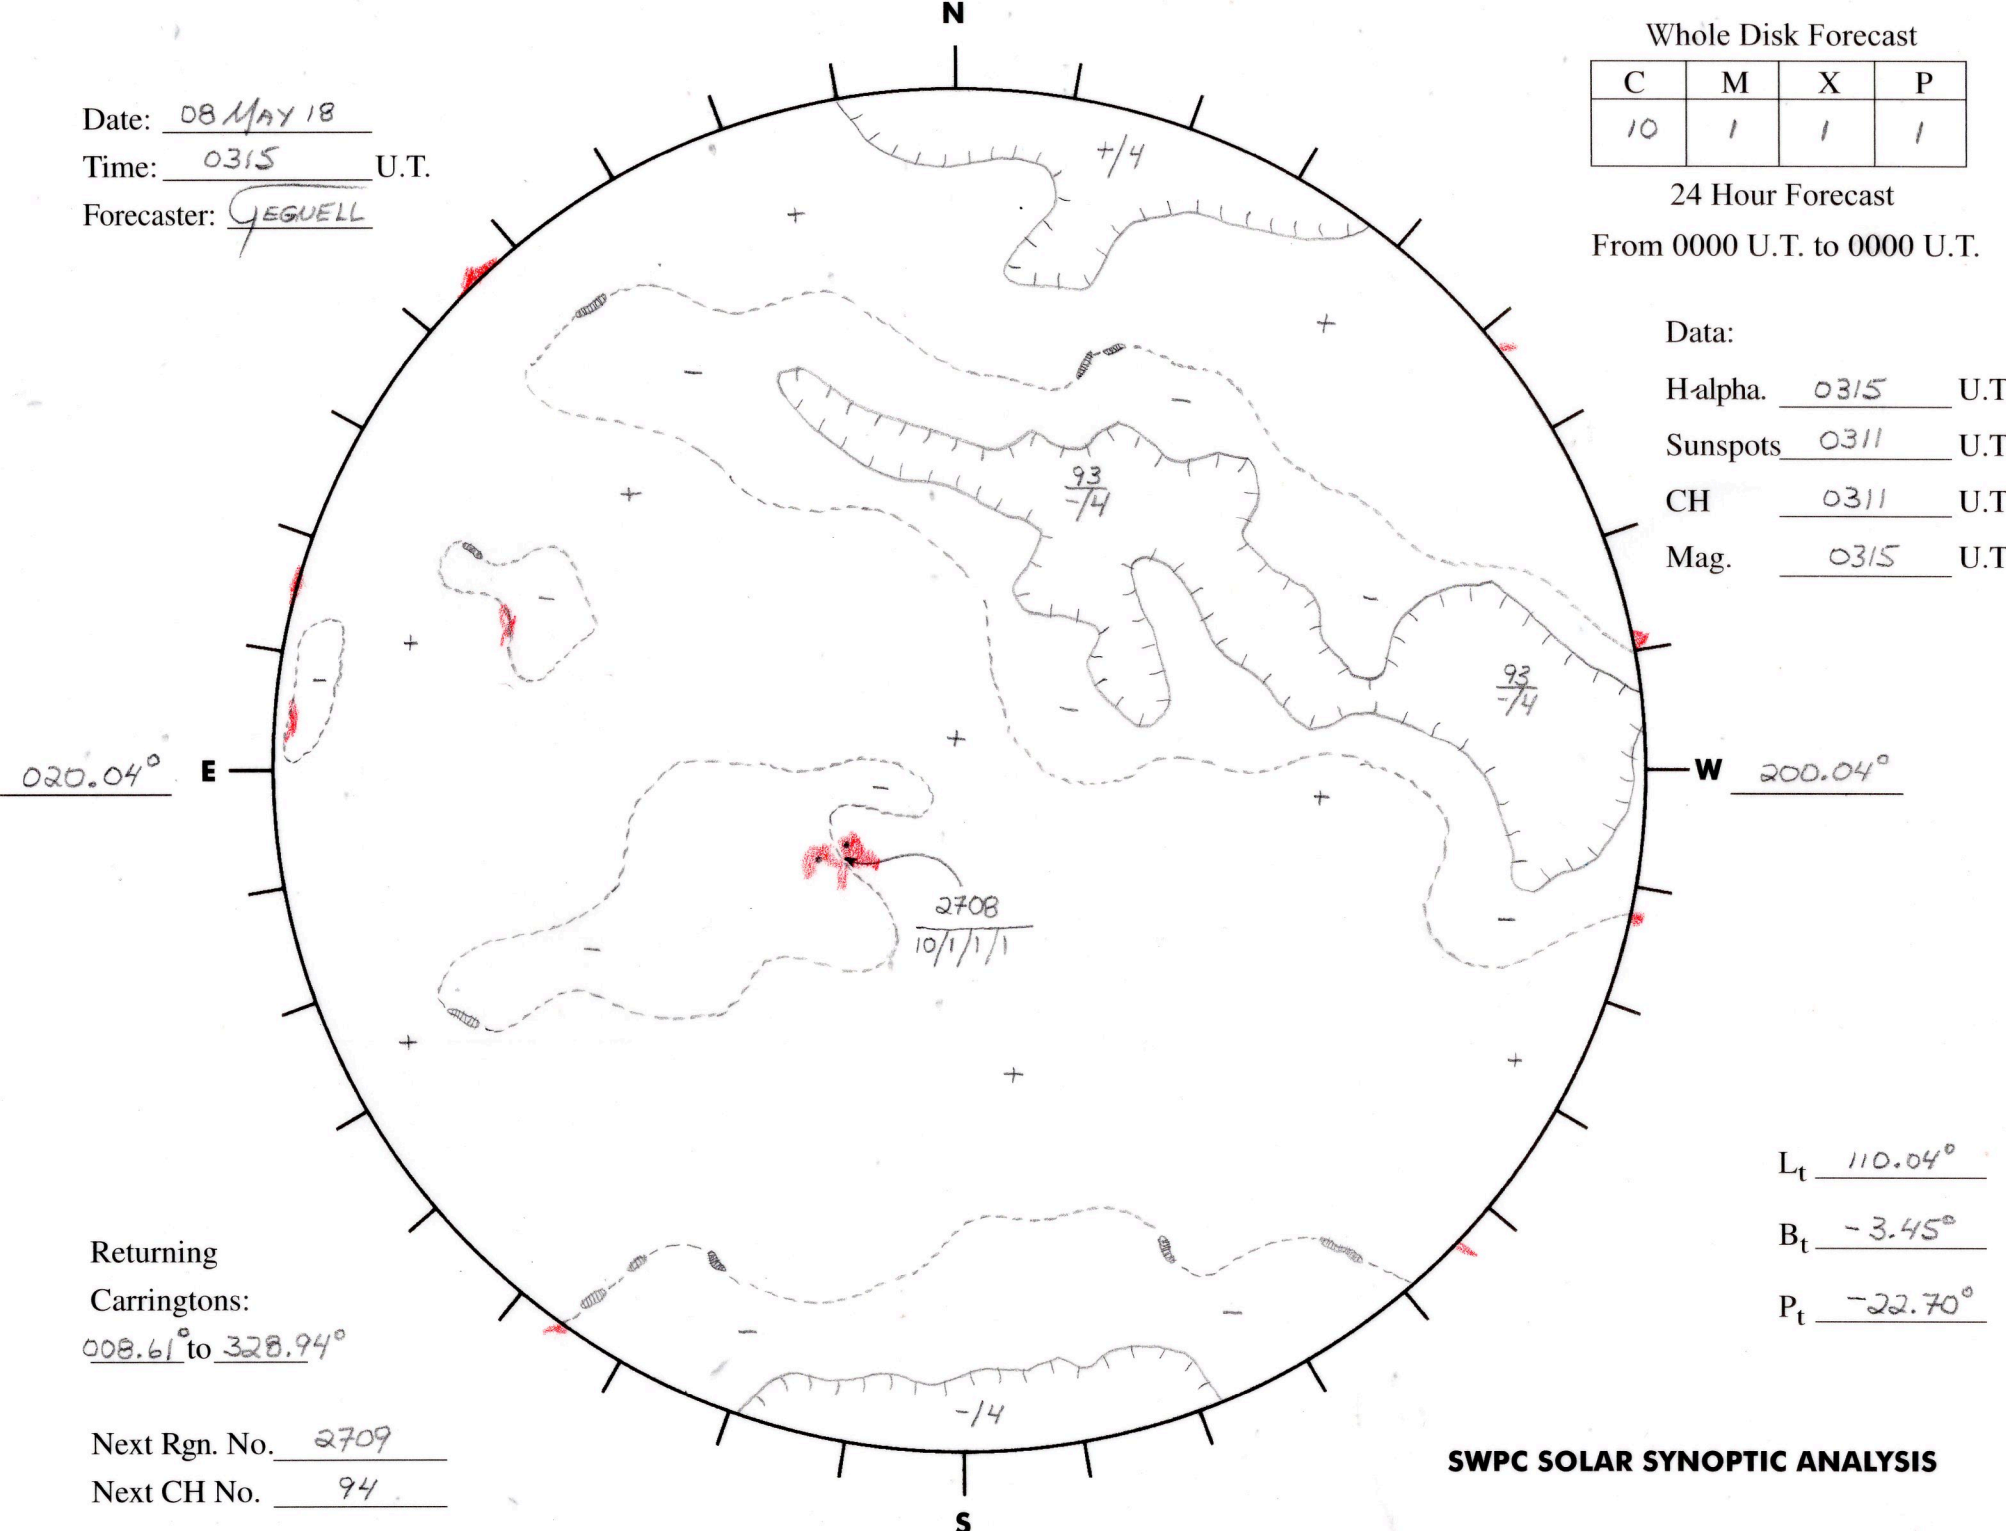 N
Date: 08 MAY 18
Time: 0315 U.T.
Forecaster: GEGUELL
Whole Disk Forecast
C M X P
10 1 1 1
24 Hour Forecast
From 0000 U.T. to 0000 U.T.
Data:
H-alpha. 0315 U.T
Sunspots 0311 U.T
CH 0311 U.T
Mag. 0315 U.T
+/4
+
+
-
-
93
-/4
+
-
-
+
-
93
-/4
-
+
020.04° E
W 200.04°
-
+
2708
10/1/1/1
-
-
+
+
+
Lt 110.04°
Bt -3.45°
Pt -22.70°
-
-
-/4
Returning
Carringtons:
008.61° to 328.94°
Next Rgn. No. 2709
Next CH No. 94
SWPC SOLAR SYNOPTIC ANALYSIS
S